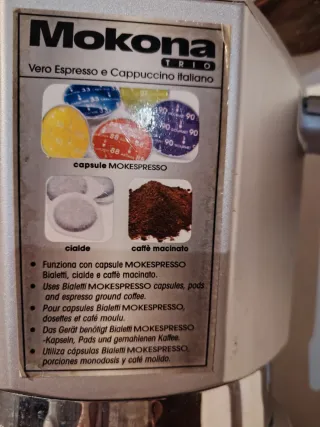 Mokona
TRIO
Vero Espresso e Cappuccino italiano
capsule MOKESPRESSO
cialde
caffè macinato
• Funziona con capsule MOKESPRESSO
Bialetti, cialde e caffè macinato.
• Uses Bialetti MOKESPRESSO capsules, pods
and espresso ground coffee.
• Pour capsules Bialetti MOKESPRESSO,
dosettes et café moulu.
• Das Gerät benötigt Bialetti MOKESPRESSO
-Kapseln, Pads und gemahlenen Kaffee.
• Utiliza cápsulas Bialetti MOKESPRESSO,
porciones monodosis y café molido.